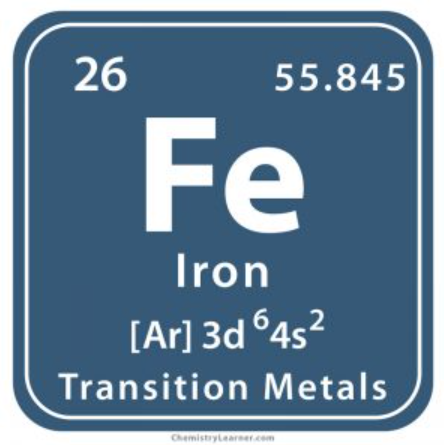 26 55.845
Fe
Iron
[Ar] 3d⁶4s²
Transition Metals
ChemistryLearner.com